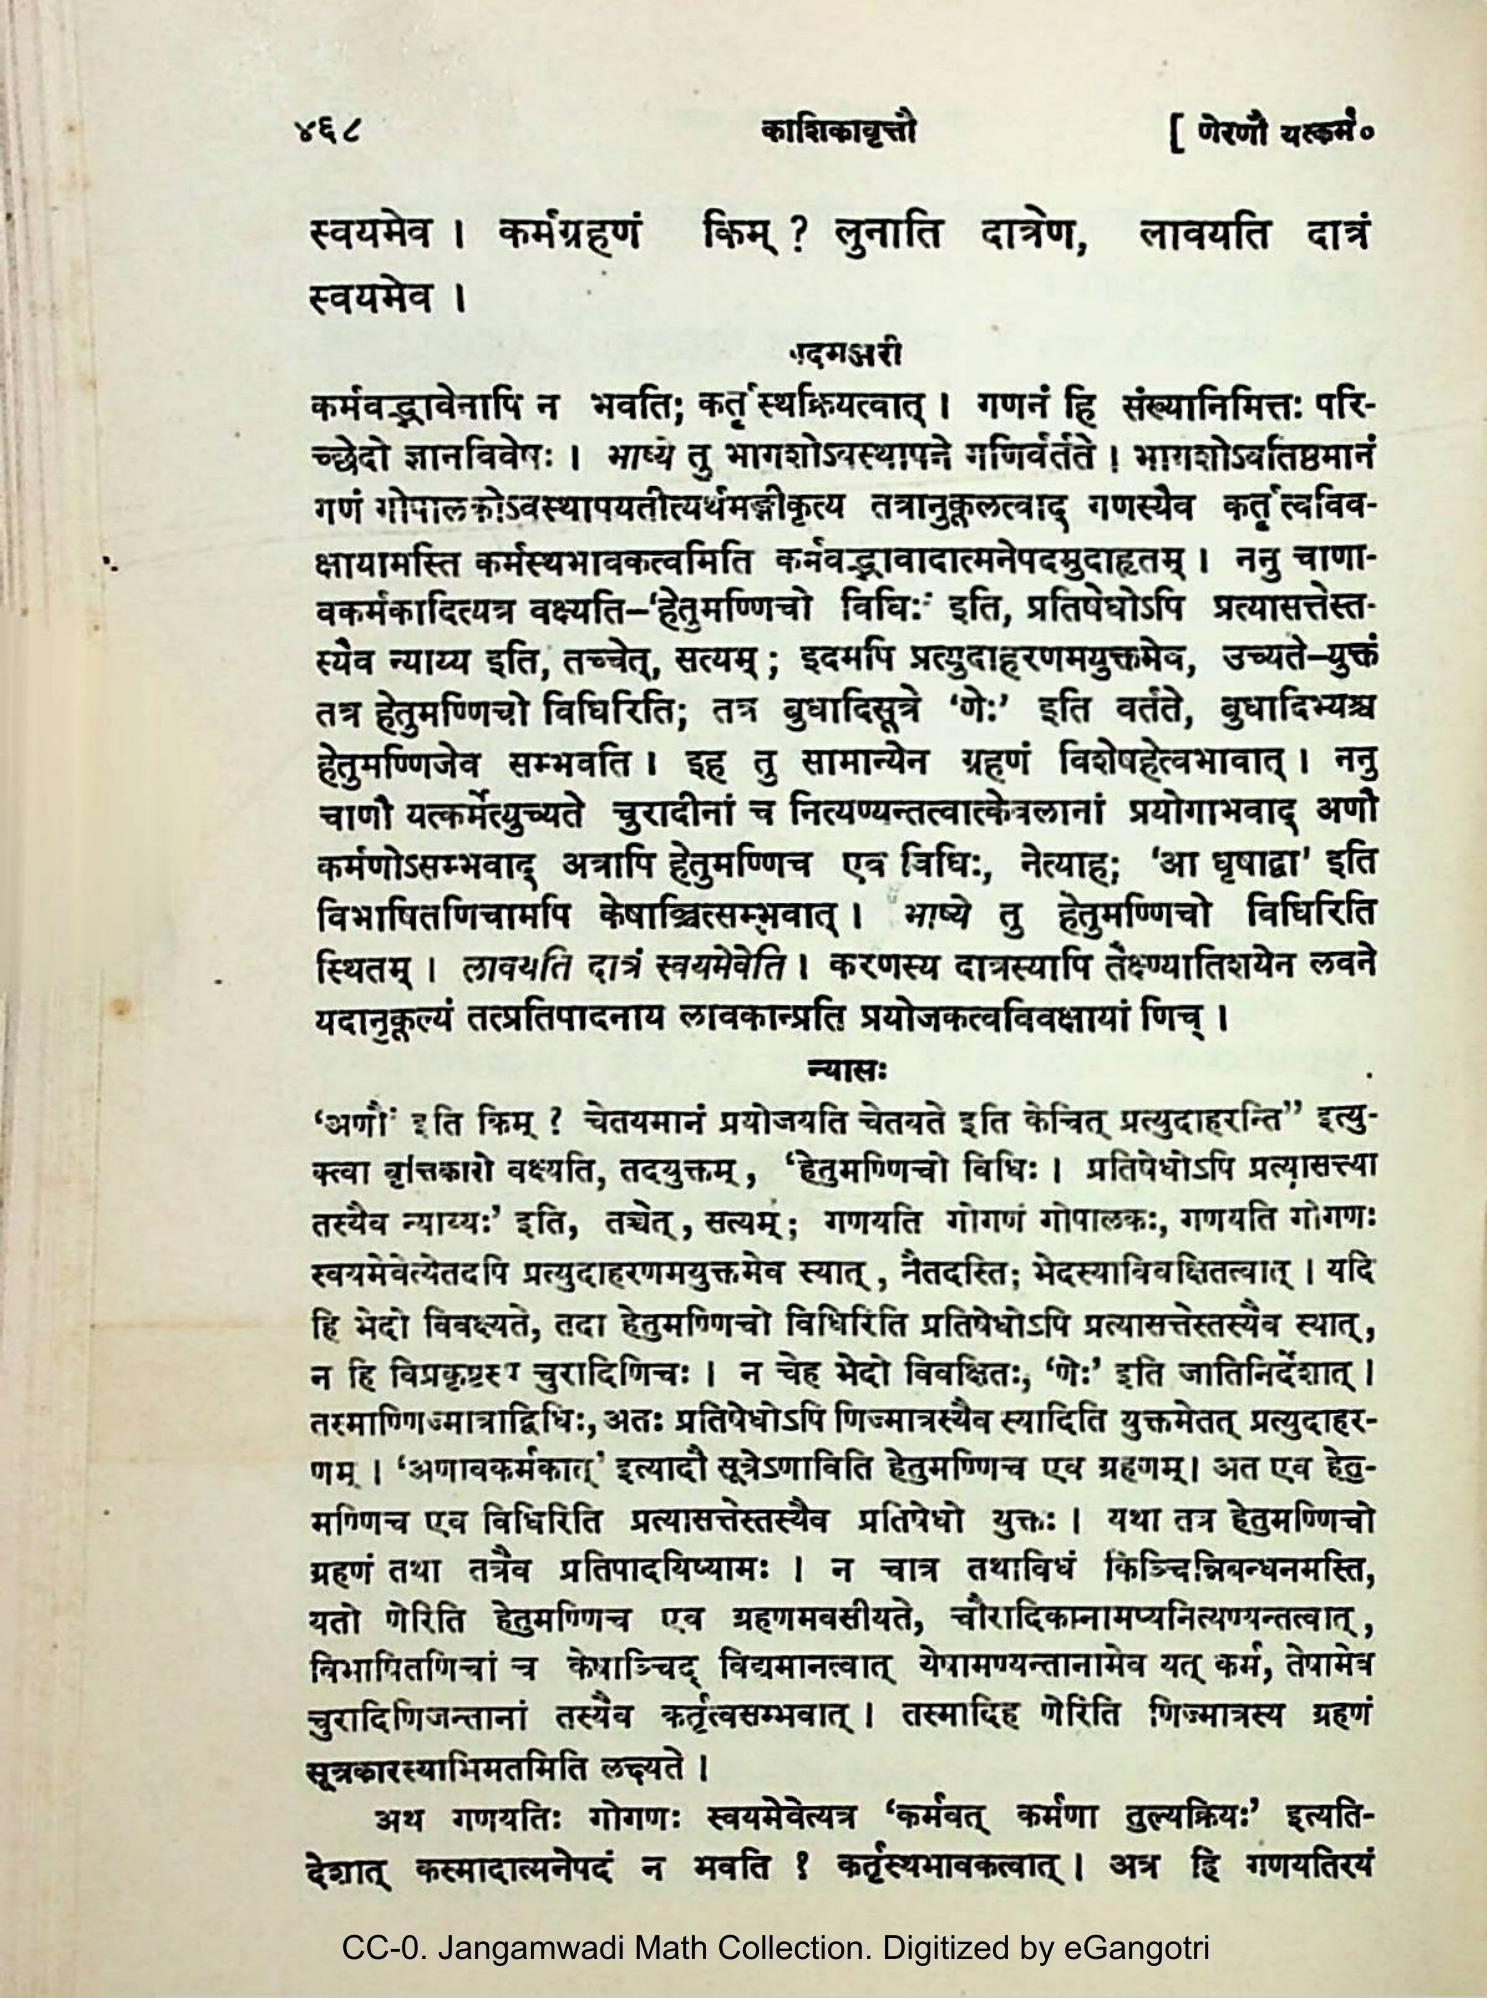 ४६८ काशिकावृत्तौ [ णेरणौ यत्कर्म०
स्वयमेव । कर्मग्रहणं किम् ? लुनाति दात्रेण, लावयति दात्रं
स्वयमेव ।
पदमञ्जरी
कर्मवद्भावेनापि न भवति; कर्तृस्थक्रियत्वात् । गणनं हि संख्यानिमित्तः परि-
च्छेदो ज्ञानविवेषः । भाष्ये तु भागशोऽवस्थापने गणिर्वर्तते । भागशोऽवतिष्ठमानं
गणं गोपालकोऽवस्थापयतीत्यर्थमङ्गीकृत्य तत्रानुकूलत्वाद् गणस्यैव कर्तृत्वविव-
क्षायामस्ति कर्मस्थभावकत्वमिति कर्मवद्भावादात्मनेपदमुदाहृतम् । ननु चाणा-
वकर्मकादित्यत्र वक्ष्यति–'हेतुमण्णिचो विधिः' इति, प्रतिषेधोऽपि प्रत्यासत्तेस्त-
स्यैव न्याय्य इति, तच्चेत्, सत्यम् ; इदमपि प्रत्युदाहरणमयुक्तमेव, उच्यते–युक्तं
तत्र हेतुमण्णिचो विधिरिति; तत्र बुधादिसूत्रे 'णेः' इति वर्तते, बुधादिभ्यश्च
हेतुमण्णिजेव सम्भवति । इह तु सामान्येन ग्रहणं विशेषहेत्वभावात् । ननु
चाणौ यत्कर्मेत्युच्यते चुरादीनां च नित्यण्यन्तत्वात्केवलानां प्रयोगाभवाद् अणौ
कर्मणोऽसम्भवाद् अत्रापि हेतुमण्णिच एव विधिः, नेत्याह; 'आ धृषाद्वा' इति
विभाषितणिचामपि केषाञ्चित्सम्भवात् । भाष्ये तु हेतुमण्णिचो विधिरिति
स्थितम् । लावयति दात्रं स्वयमेवेति । करणस्य दात्रस्यापि तैक्ष्ण्यातिशयेन लवने
यदानुकूल्यं तत्प्रतिपादनाय लावकान्प्रति प्रयोजकत्वविवक्षायां णिच् ।
न्यासः
'अणौ' इति किम् ? चेतयमानं प्रयोजयति चेतयते इति केचित् प्रत्युदाहरन्ति" इत्यु-
क्त्वा वृत्तिकारो वक्ष्यति, तदयुक्तम्, 'हेतुमण्णिचो विधिः । प्रतिषेधोऽपि प्रत्यासत्त्या
तस्यैव न्याय्यः' इति, तच्चेत्, सत्यम्; गणयति गोगणं गोपालकः, गणयति गोगणः
स्वयमेवेत्येतदपि प्रत्युदाहरणमयुक्तमेव स्यात्, नैतदस्ति; भेदस्याविवक्षितत्वात् । यदि
हि भेदो विवक्ष्यते, तदा हेतुमण्णिचो विधिरिति प्रतिषेधोऽपि प्रत्यासत्तेस्तस्यैव स्यात्,
न हि विप्रकृष्टस्य चुरादिणिचः । न चेह भेदो विवक्षितः, 'णेः' इति जातिनिर्देशात् ।
तस्माण्णिज्मात्राद्विधिः, अतः प्रतिषेधोऽपि णिज्मात्रस्यैव स्यादिति युक्तमेतत् प्रत्युदाहर-
णम् । 'अणावकर्मकात्' इत्यादौ सूत्रेऽणाविति हेतुमण्णिच एव ग्रहणम्। अत एव हेतु-
मण्णिच एव विधिरिति प्रत्यासत्तेस्तस्यैव प्रतिषेधो युक्तः । यथा तत्र हेतुमण्णिचो
ग्रहणं तथा तत्रैव प्रतिपादयिष्यामः । न चात्र तथाविधं किञ्चिन्निबन्धनमस्ति,
यतो णेरिति हेतुमण्णिच एव ग्रहणमवसीयते, चौरादिकानामप्यनित्यण्यन्तत्वात्,
विभाषितणिचां च केषाञ्चिद् विद्यमानत्वात् येषामण्यन्तानामेव यत् कर्म, तेषामेव
चुरादिणिजन्तानां तस्यैव कर्तृत्वसम्भवात् । तस्मादिह णेरिति णिज्मात्रस्य ग्रहणं
सूत्रकारस्याभिमतमिति लक्ष्यते ।
अथ गणयतिः गोगणः स्वयमेवेत्यत्र 'कर्मवत् कर्मणा तुल्यक्रियः' इत्यति-
देशात् कस्मादात्मनेपदं न भवति ? कर्तृस्थभावकत्वात् । अत्र हि गणयतिरयं
CC-0. Jangamwadi Math Collection. Digitized by eGangotri